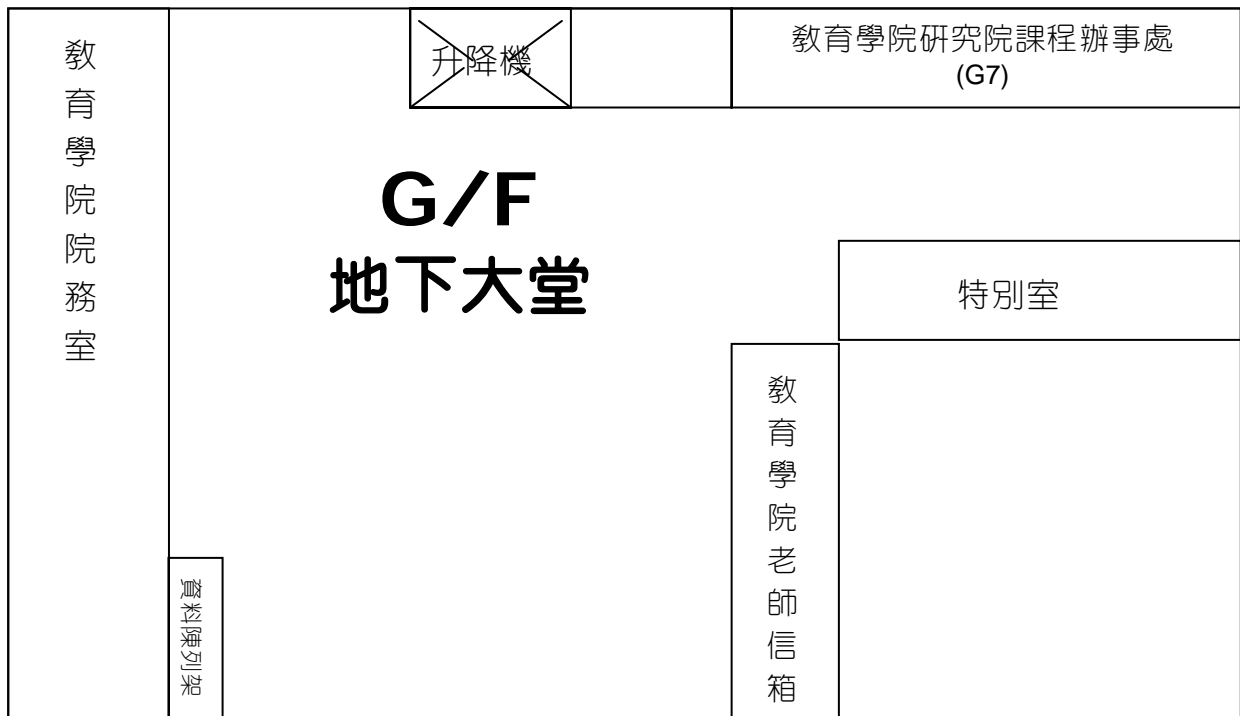 教育學院院務室
升降機
教育學院研究院課程辦事處
(G7)
G/F
地下大堂
特別室
教育學院老師信箱
資料陳列架